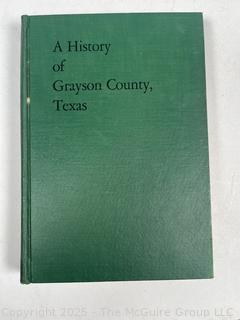 A History
of
Grayson County,
Texas
Copyright 2025 - The McGuire Group LLC